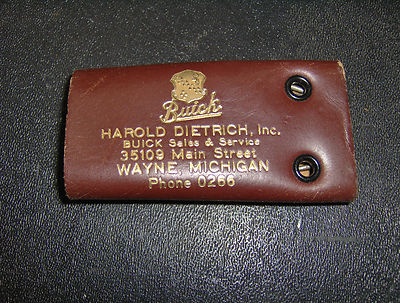 Buick
HAROLD DIETRICH, Inc.
BUICK Sales & Service
35109 Main Street
WAYNE, MICHIGAN
Phone 0266